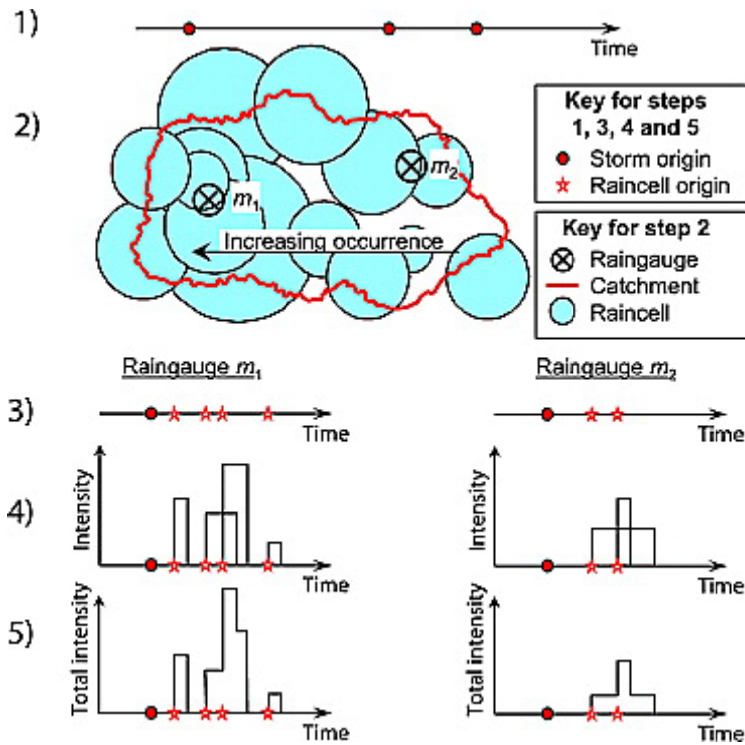 1)
Time
2)
m1
m2
Increasing occurrence
Key for steps
1, 3, 4 and 5
Storm origin
Raincell origin
Key for step 2
Raingauge
Catchment
Raincell
Raingauge m1
Raingauge m2
3)
Time
Time
4)
Intensity
Time
Intensity
Time
5)
Total intensity
Time
Total intensity
Time